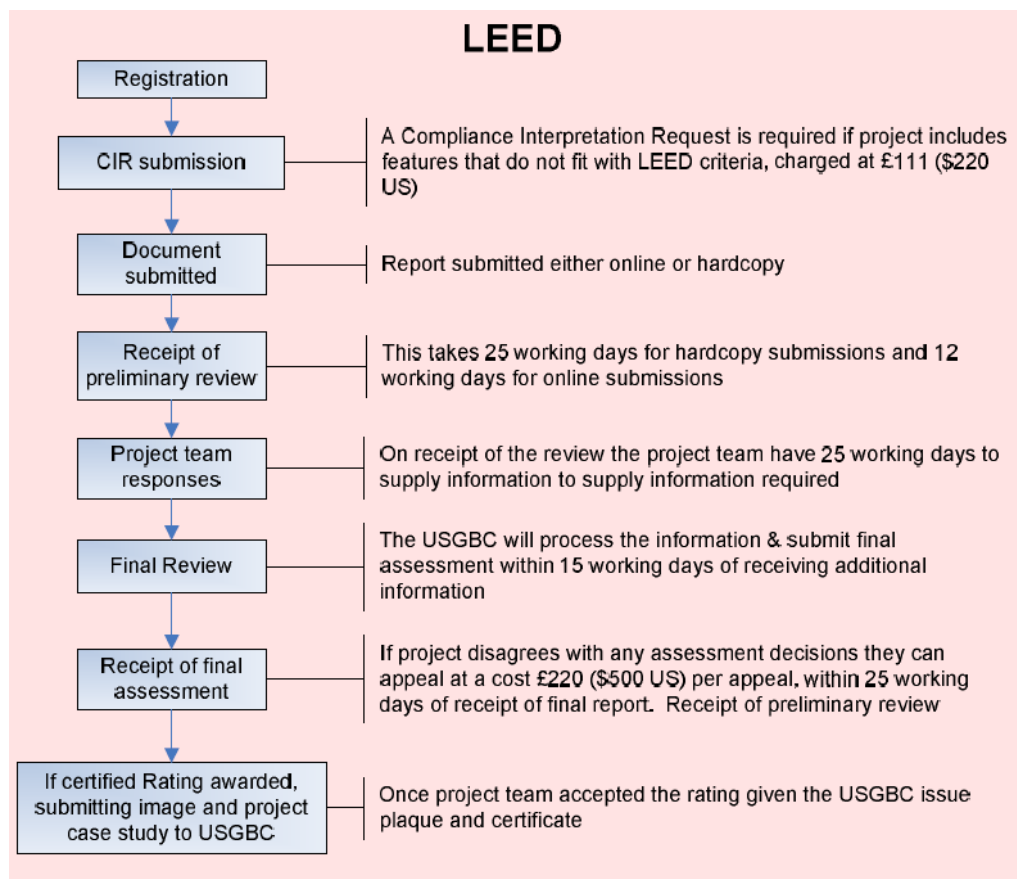 LEED
Registration
CIR submission
A Compliance Interpretation Request is required if project includes
features that do not fit with LEED criteria, charged at £111 ($220
US)
Document
submitted
Report submitted either online or hardcopy
Receipt of
preliminary review
This takes 25 working days for hardcopy submissions and 12
working days for online submissions
Project team
responses
On receipt of the review the project team have 25 working days to
supply information to supply information required
Final Review
The USGBC will process the information & submit final
assessment within 15 working days of receiving additional
information
Receipt of final
assessment
If project disagrees with any assessment decisions they can
appeal at a cost £220 ($500 US) per appeal, within 25 working
days of receipt of final report.  Receipt of preliminary review
If certified Rating awarded,
submitting image and project
case study to USGBC
Once project team accepted the rating given the USGBC issue
plaque and certificate